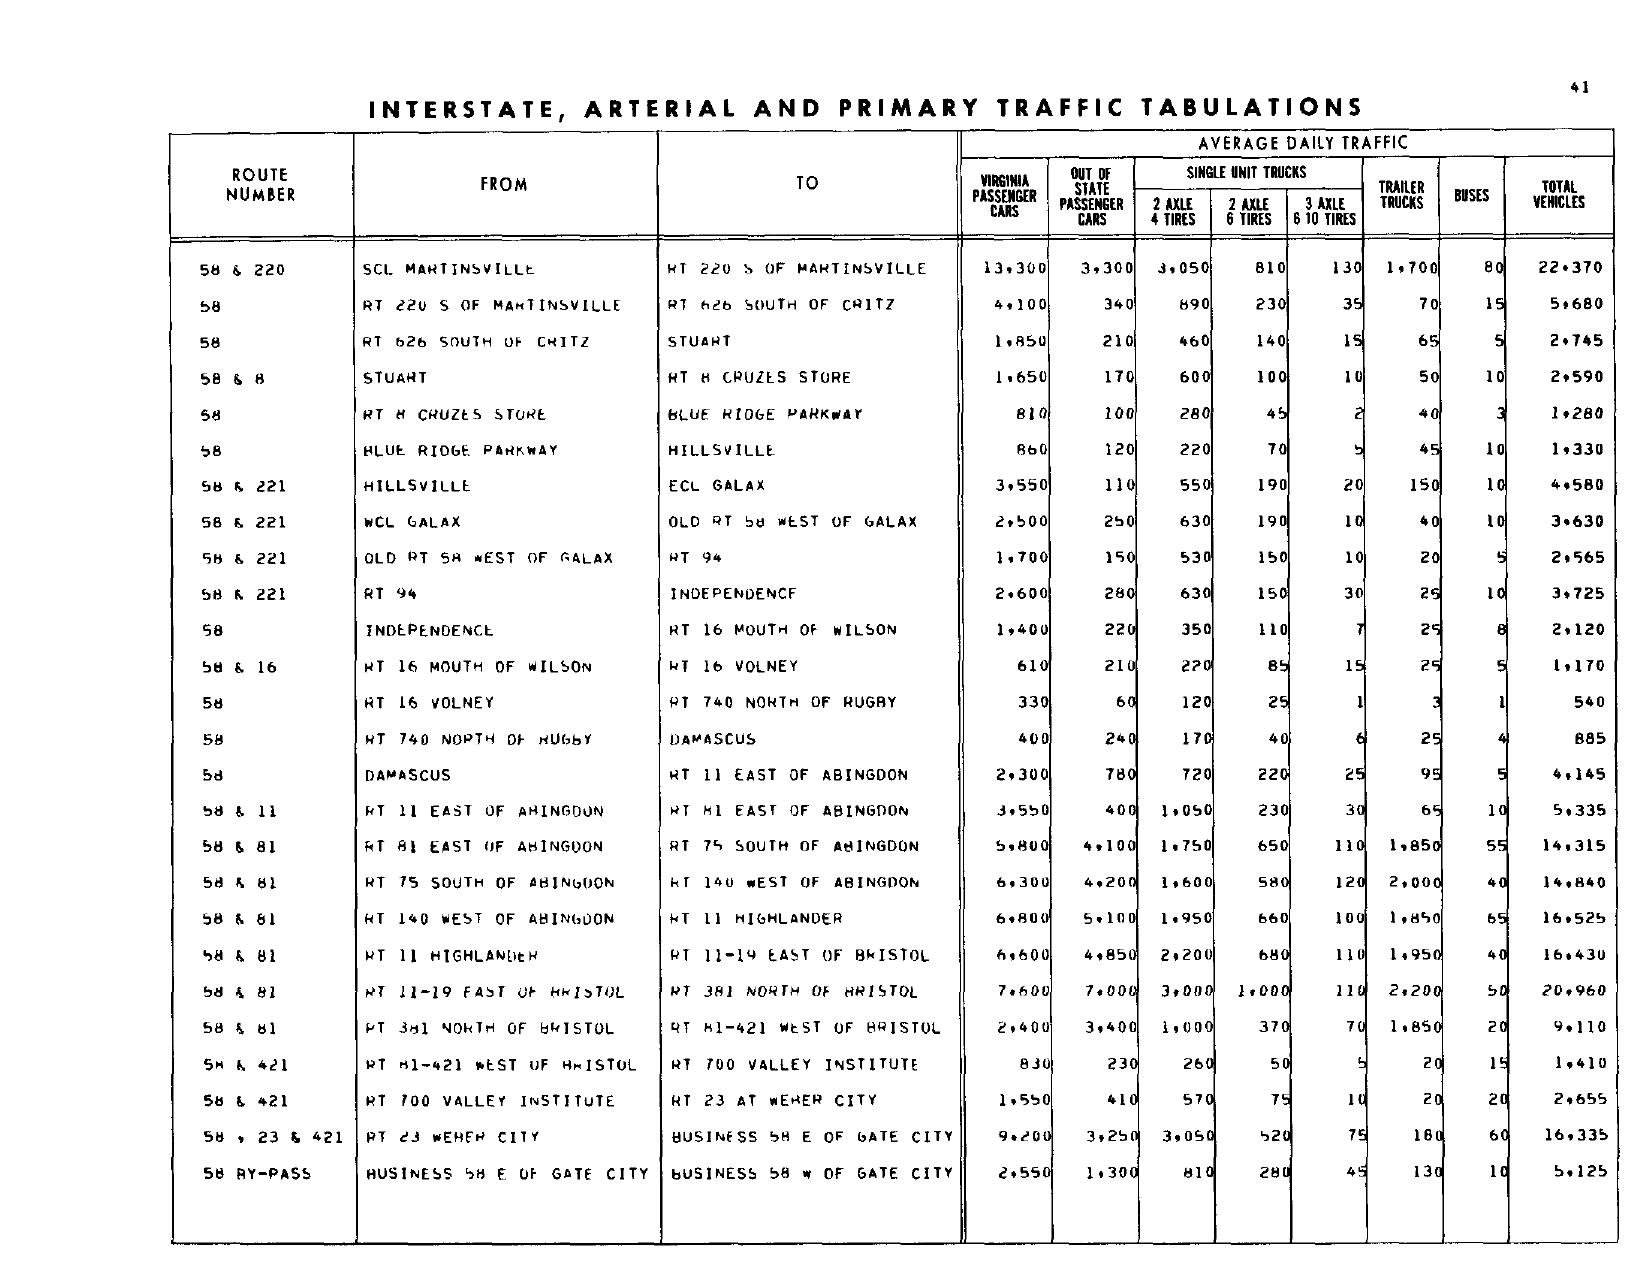 41
INTERSTATE, ARTERIAL AND PRIMARY TRAFFIC TABULATIONS
AVERAGE DAILY TRAFFIC
ROUTE NUMBER FROM TO VIRGINIA PASSENGER CARS OUT OF STATE PASSENGER CARS SINGLE UNIT TRUCKS 2 AXLE 4 TIRES 2 AXLE 6 TIRES 3 AXLE 6 10 TIRES TRAILER TRUCKS BUSES TOTAL VEHICLES
58 & 220 SCL MARTINSVILLE RT 220 S OF MARTINSVILLE 13,300 3,300 3,050 810 130 1,700 80 22,370
58 RT 220 S OF MARTINSVILLE RT 626 SOUTH OF CRITZ 4,100 340 890 230 35 70 15 5,680
58 RT 626 SOUTH OF CRITZ STUART 1,850 210 460 140 15 65 5 2,745
58 & 8 STUART RT 8 CRUZES STORE 1,650 170 600 100 10 50 10 2,590
58 RT 8 CRUZES STORE BLUE RIDGE PARKWAY 810 100 280 45 2 40 3 1,280
58 BLUE RIDGE PARKWAY HILLSVILLE 860 120 220 70 5 45 10 1,330
58 & 221 HILLSVILLE ECL GALAX 3,550 110 550 190 20 150 10 4,580
58 & 221 WCL GALAX OLD RT 58 WEST OF GALAX 2,500 250 630 190 10 40 10 3,630
58 & 221 OLD RT 58 WEST OF GALAX RT 94 1,700 150 530 150 10 20 5 2,565
58 & 221 RT 94 INDEPENDENCE 2,600 280 630 150 30 25 10 3,725
58 INDEPENDENCE RT 16 MOUTH OF WILSON 1,400 220 350 110 7 25 8 2,120
58 & 16 RT 16 MOUTH OF WILSON RT 16 VOLNEY 610 210 220 85 15 25 5 1,170
58 RT 16 VOLNEY RT 740 NORTH OF RUGBY 330 60 120 25 1 3 1 540
58 RT 740 NORTH OF RUGBY DAMASCUS 400 240 170 40 6 25 4 885
58 DAMASCUS RT 11 EAST OF ABINGDON 2,300 780 720 220 25 95 5 4,145
58 & 11 RT 11 EAST OF ABINGDON RT 81 EAST OF ABINGDON 3,550 400 1,050 230 30 65 10 5,335
58 & 81 RT 81 EAST OF ABINGDON RT 75 SOUTH OF ABINGDON 5,800 4,100 1,750 650 110 1,850 55 14,315
58 & 81 RT 75 SOUTH OF ABINGDON RT 140 WEST OF ABINGDON 6,300 4,200 1,600 580 120 2,000 40 14,840
58 & 81 RT 140 WEST OF ABINGDON RT 11 HIGHLANDER 6,800 5,100 1,950 660 100 1,850 65 16,525
58 & 81 RT 11 HIGHLANDER RT 11-19 EAST OF BRISTOL 6,600 4,850 2,200 680 110 1,950 40 16,430
58 & 81 RT 11-19 EAST OF BRISTOL RT 381 NORTH OF BRISTOL 7,600 7,000 3,000 1,000 110 2,200 50 20,960
58 & 81 RT 381 NORTH OF BRISTOL RT 81-421 WEST OF BRISTOL 2,400 3,400 1,000 370 70 1,850 20 9,110
58 & 421 RT 81-421 WEST OF BRISTOL RT 700 VALLEY INSTITUTE 830 230 260 50 5 20 15 1,410
58 & 421 RT 700 VALLEY INSTITUTE RT 23 AT WEBER CITY 1,550 410 570 75 10 20 20 2,655
58 , 23 & 421 RT 23 WEBER CITY BUSINESS 58 E OF GATE CITY 9,200 3,250 3,050 520 75 180 60 16,335
58 BY-PASS BUSINESS 58 E OF GATE CITY BUSINESS 58 W OF GATE CITY 2,550 1,300 810 280 45 130 10 5,125